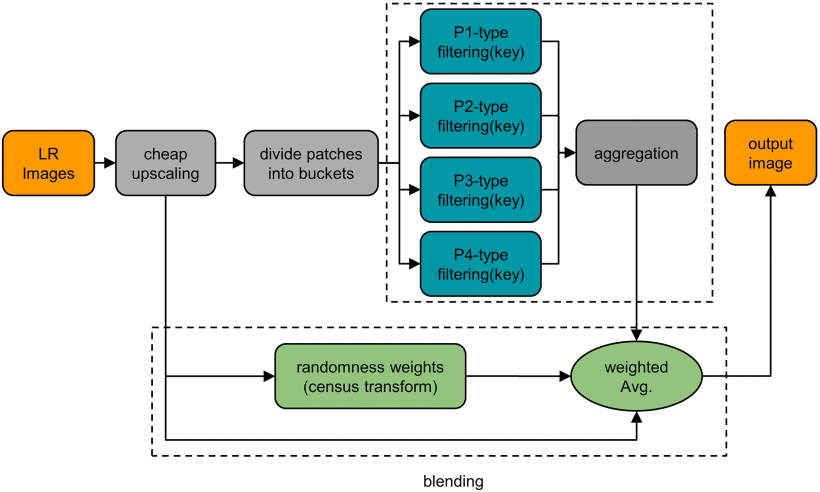 LR
Images
cheap
upscaling
divide patches
into buckets
P1-type
filtering(key)
P2-type
filtering(key)
P3-type
filtering(key)
P4-type
filtering(key)
aggregation
output
image
randomness weights
(census transform)
weighted
Avg.
blending